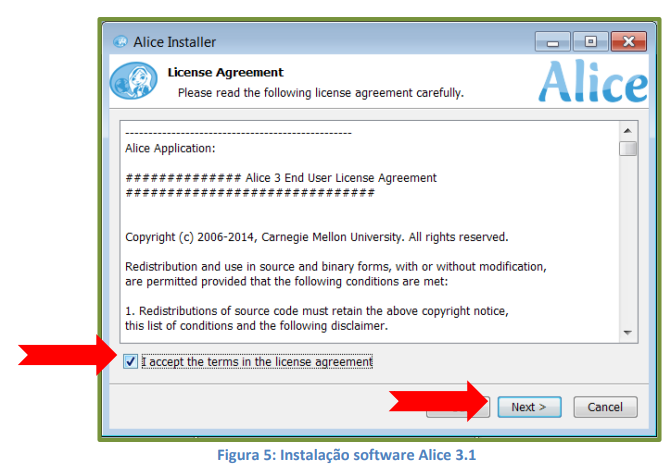 Alice Installer
License Agreement
Please read the following license agreement carefully.
Alice
------------------------------------------------
Alice Application:
############## Alice 3 End User License Agreement
##############################
Copyright (c) 2006-2014, Carnegie Mellon University. All rights reserved.
Redistribution and use in source and binary forms, with or without modification,
are permitted provided that the following conditions are met:
1. Redistributions of source code must retain the above copyright notice,
this list of conditions and the following disclaimer.
I accept the terms in the license agreement
Next >
Cancel
Figura 5: Instalação software Alice 3.1